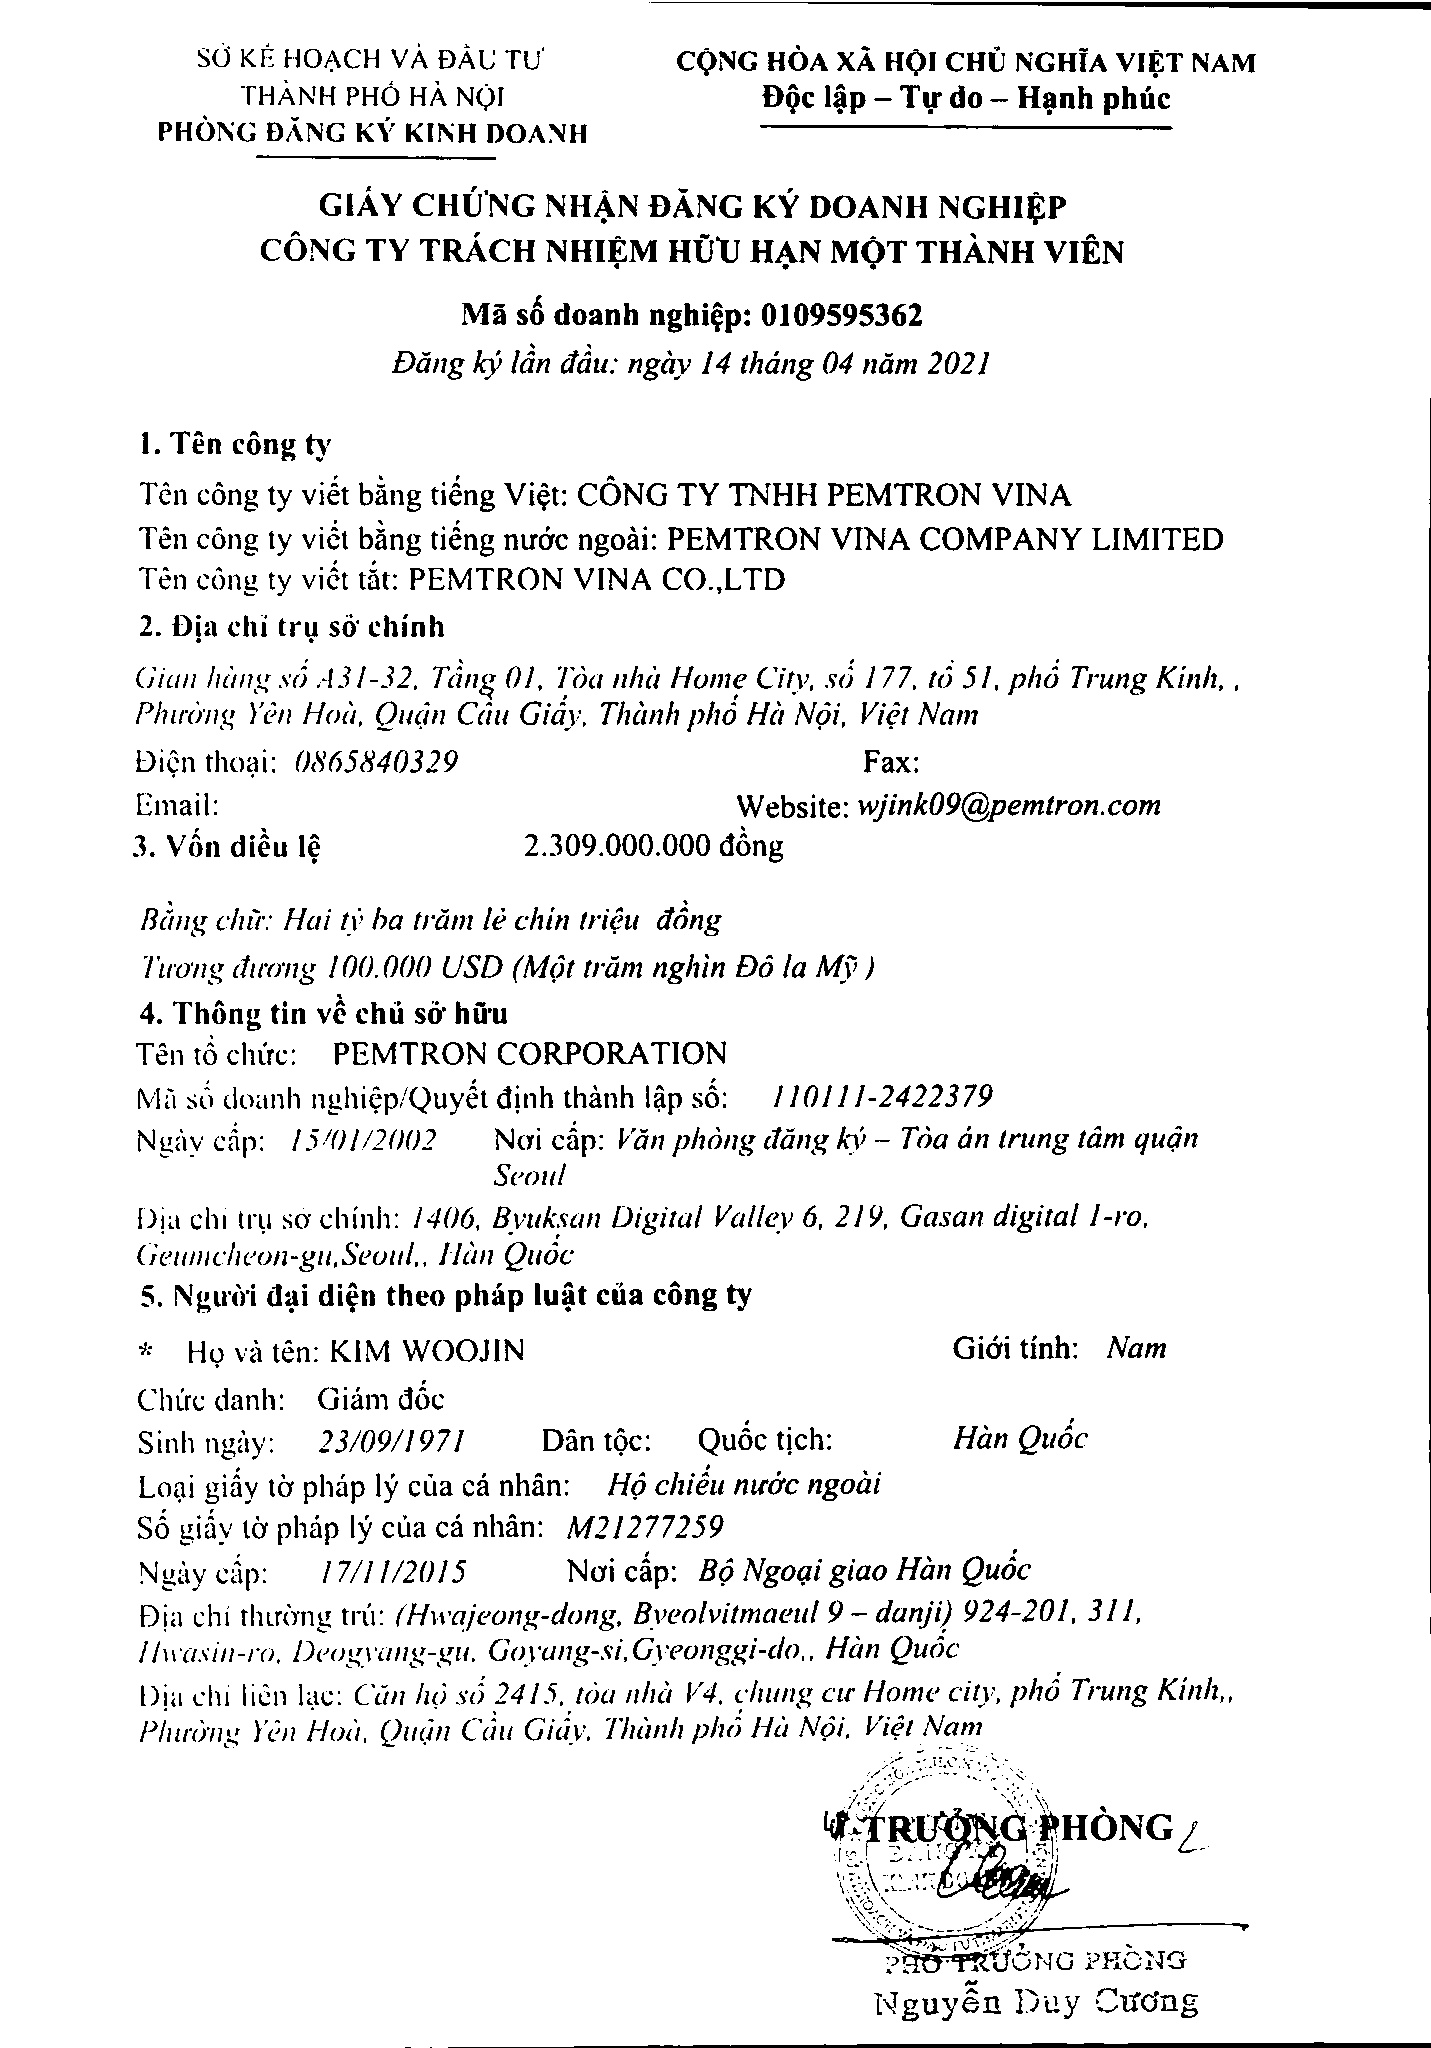 SỞ KẾ HOẠCH VÀ ĐẦU TƯ
THÀNH PHỐ HÀ NỘI
PHÒNG ĐĂNG KÝ KINH DOANH
CỘNG HÒA XÃ HỘI CHỦ NGHĨA VIỆT NAM
Độc lập – Tự do – Hạnh phúc
GIẤY CHỨNG NHẬN ĐĂNG KÝ DOANH NGHIỆP
CÔNG TY TRÁCH NHIỆM HỮU HẠN MỘT THÀNH VIÊN
Mã số doanh nghiệp: 0109595362
Đăng ký lần đầu: ngày 14 tháng 04 năm 2021
1. Tên công ty
Tên công ty viết bằng tiếng Việt: CÔNG TY TNHH PEMTRON VINA
Tên công ty viết bằng tiếng nước ngoài: PEMTRON VINA COMPANY LIMITED
Tên công ty viết tắt: PEMTRON VINA CO.,LTD
2. Địa chỉ trụ sở chính
Gian hàng số A31-32, Tầng 01, Tòa nhà Home City, số 177, tổ 51, phố Trung Kính, ,
Phường Yên Hoà, Quận Cầu Giấy, Thành phố Hà Nội, Việt Nam
Điện thoại: 0865840329 Fax:
Email: Website: wjink09@pemtron.com
3. Vốn điều lệ 2.309.000.000 đồng
Bằng chữ: Hai tỷ ba trăm lẻ chín triệu đồng
Tương đương 100.000 USD (Một trăm nghìn Đô la Mỹ )
4. Thông tin về chủ sở hữu
Tên tổ chức: PEMTRON CORPORATION
Mã số doanh nghiệp/Quyết định thành lập số: 110111-2422379
Ngày cấp: 15/01/2002 Nơi cấp: Văn phòng đăng ký – Tòa án trung tâm quận
Seoul
Địa chỉ trụ sở chính: 1406, Byuksan Digital Valley 6, 219, Gasan digital 1-ro,
Geumcheon-gu,Seoul,, Hàn Quốc
5. Người đại diện theo pháp luật của công ty
* Họ và tên: KIM WOOJIN Giới tính: Nam
Chức danh: Giám đốc
Sinh ngày: 23/09/1971 Dân tộc: Quốc tịch: Hàn Quốc
Loại giấy tờ pháp lý của cá nhân: Hộ chiếu nước ngoài
Số giấy tờ pháp lý của cá nhân: M21277259
Ngày cấp: 17/11/2015 Nơi cấp: Bộ Ngoại giao Hàn Quốc
Địa chỉ thường trú: (Hwajeong-dong, Byeolvitmaeul 9 – danji) 924-201, 311,
Hwasin-ro, Deogyang-gu, Goyang-si,Gyeonggi-do,, Hàn Quốc
Địa chỉ liên lạc: Căn hộ số 2415, tòa nhà V4, chung cư Home city, phố Trung Kính,,
Phường Yên Hoà, Quận Cầu Giấy, Thành phố Hà Nội, Việt Nam
TRƯỞNG PHÒNG
PHÓ TRƯỞNG PHÒNG
Nguyễn Duy Cương